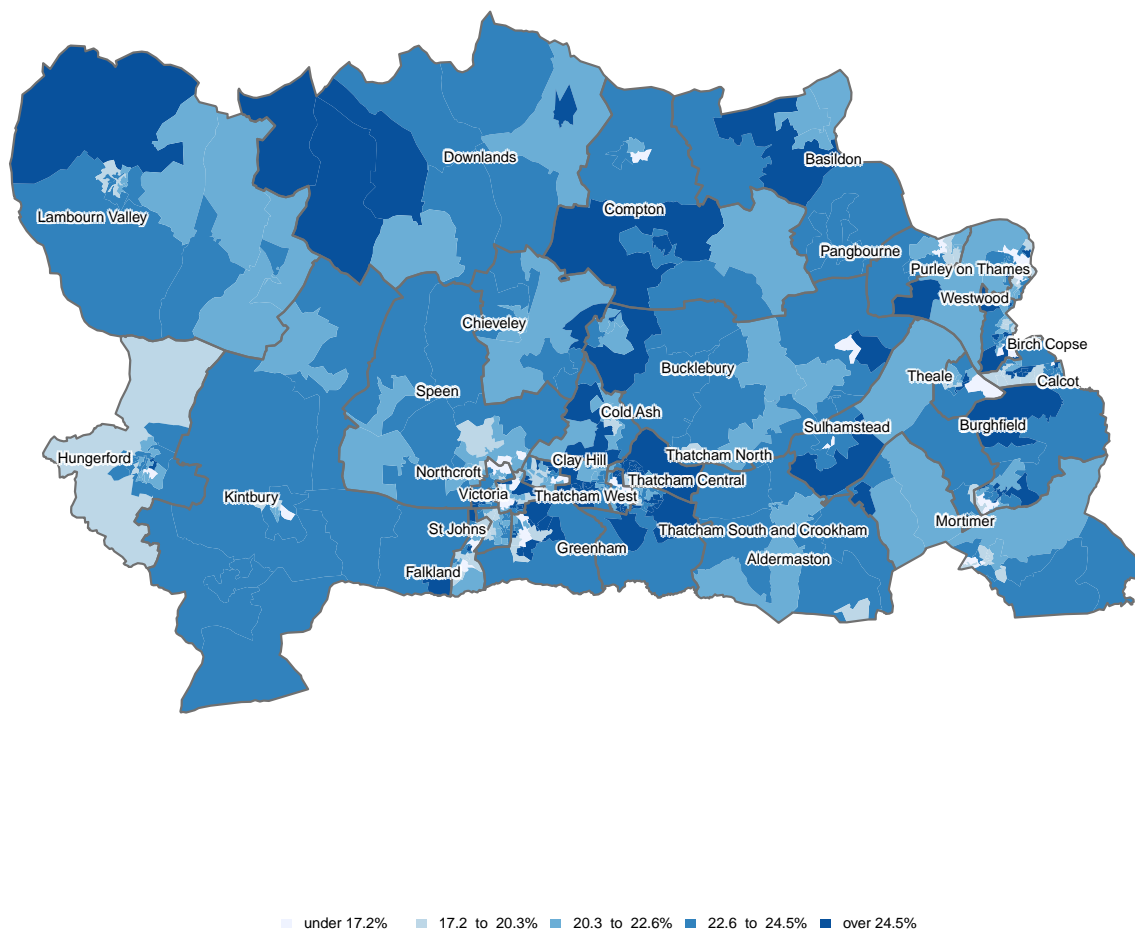 Downlands
Basildon
Lambourn Valley
Compton
Pangbourne
Purley on Thames
Westwood
Chieveley
Birch Copse
Bucklebury
Theale
Calcot
Speen
Cold Ash
Burghfield
Sulhamstead
Hungerford
Clay Hill
Thatcham North
Northcroft
Thatcham Central
Kintbury
Victoria
Thatcham West
Mortimer
St Johns
Thatcham South and Crookham
Greenham
Aldermaston
Falkland
under 17.2% 17.2 to 20.3% 20.3 to 22.6% 22.6 to 24.5% over 24.5%